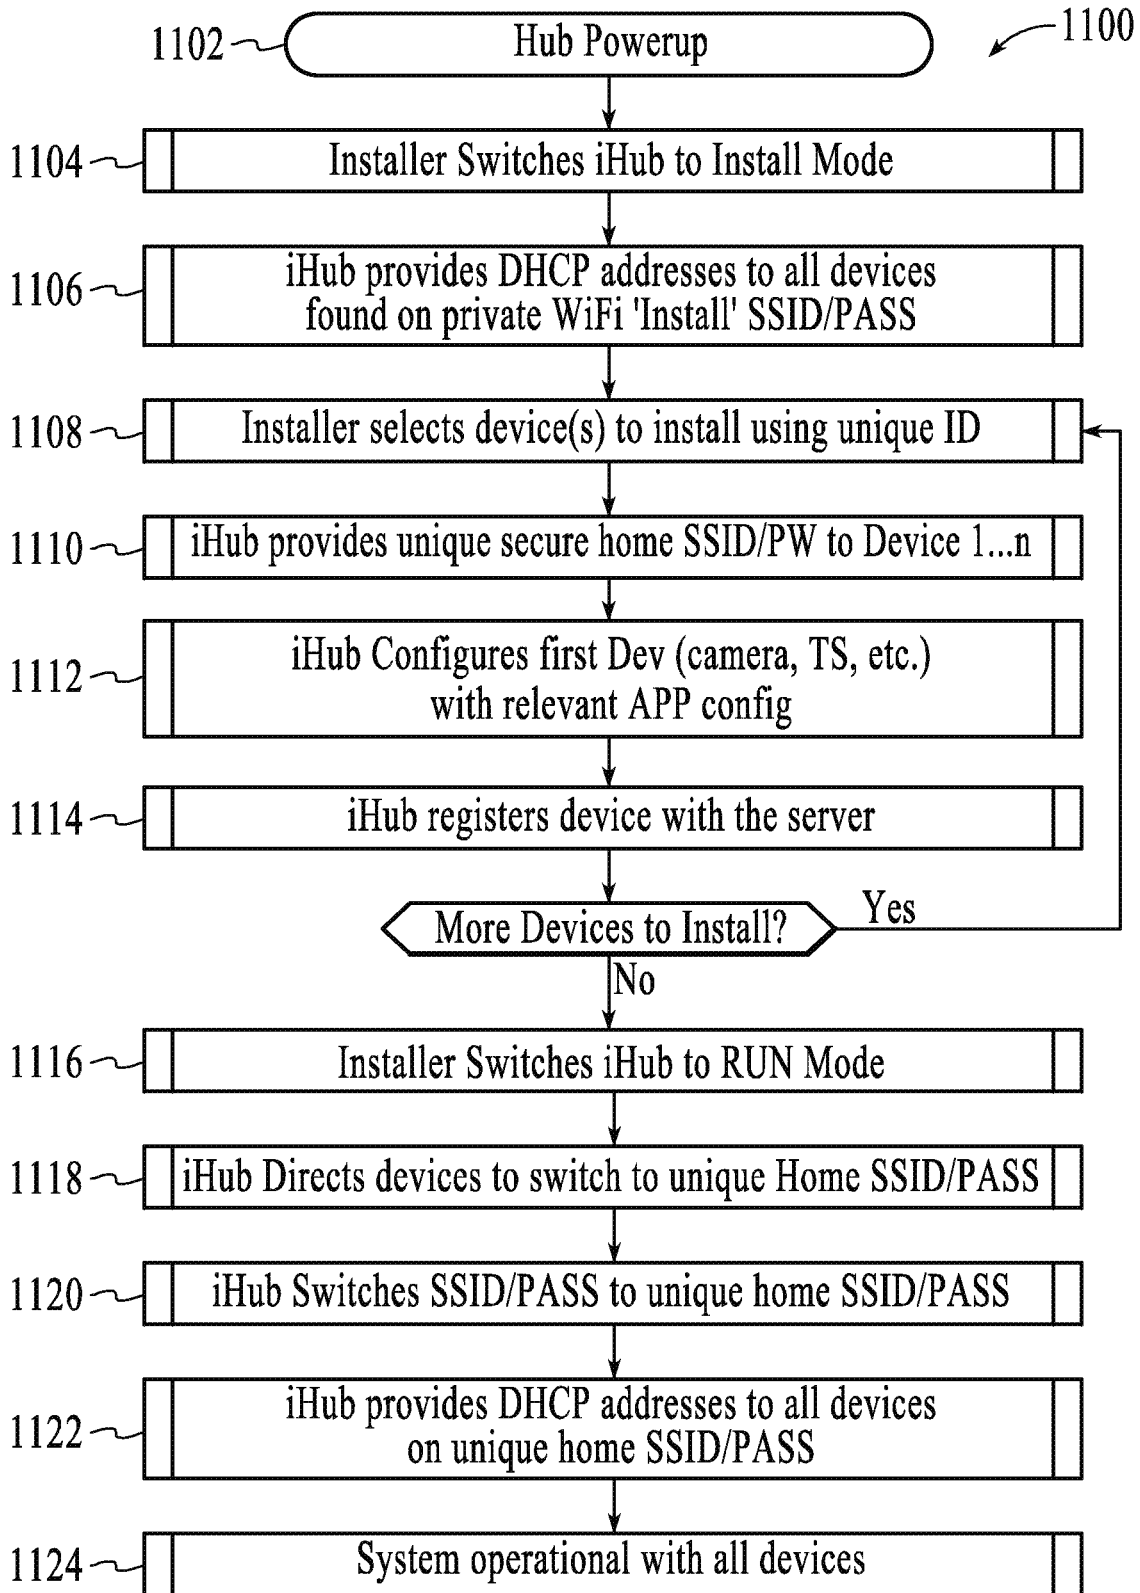 1102
Hub Powerup
1100
1104
Installer Switches iHub to Install Mode
1106
iHub provides DHCP addresses to all devices
found on private WiFi 'Install' SSID/PASS
1108
Installer selects device(s) to install using unique ID
1110
iHub provides unique secure home SSID/PW to Device 1...n
1112
iHub Configures first Dev (camera, TS, etc.)
with relevant APP config
1114
iHub registers device with the server
More Devices to Install?
Yes
No
1116
Installer Switches iHub to RUN Mode
1118
iHub Directs devices to switch to unique Home SSID/PASS
1120
iHub Switches SSID/PASS to unique home SSID/PASS
1122
iHub provides DHCP addresses to all devices
on unique home SSID/PASS
1124
System operational with all devices